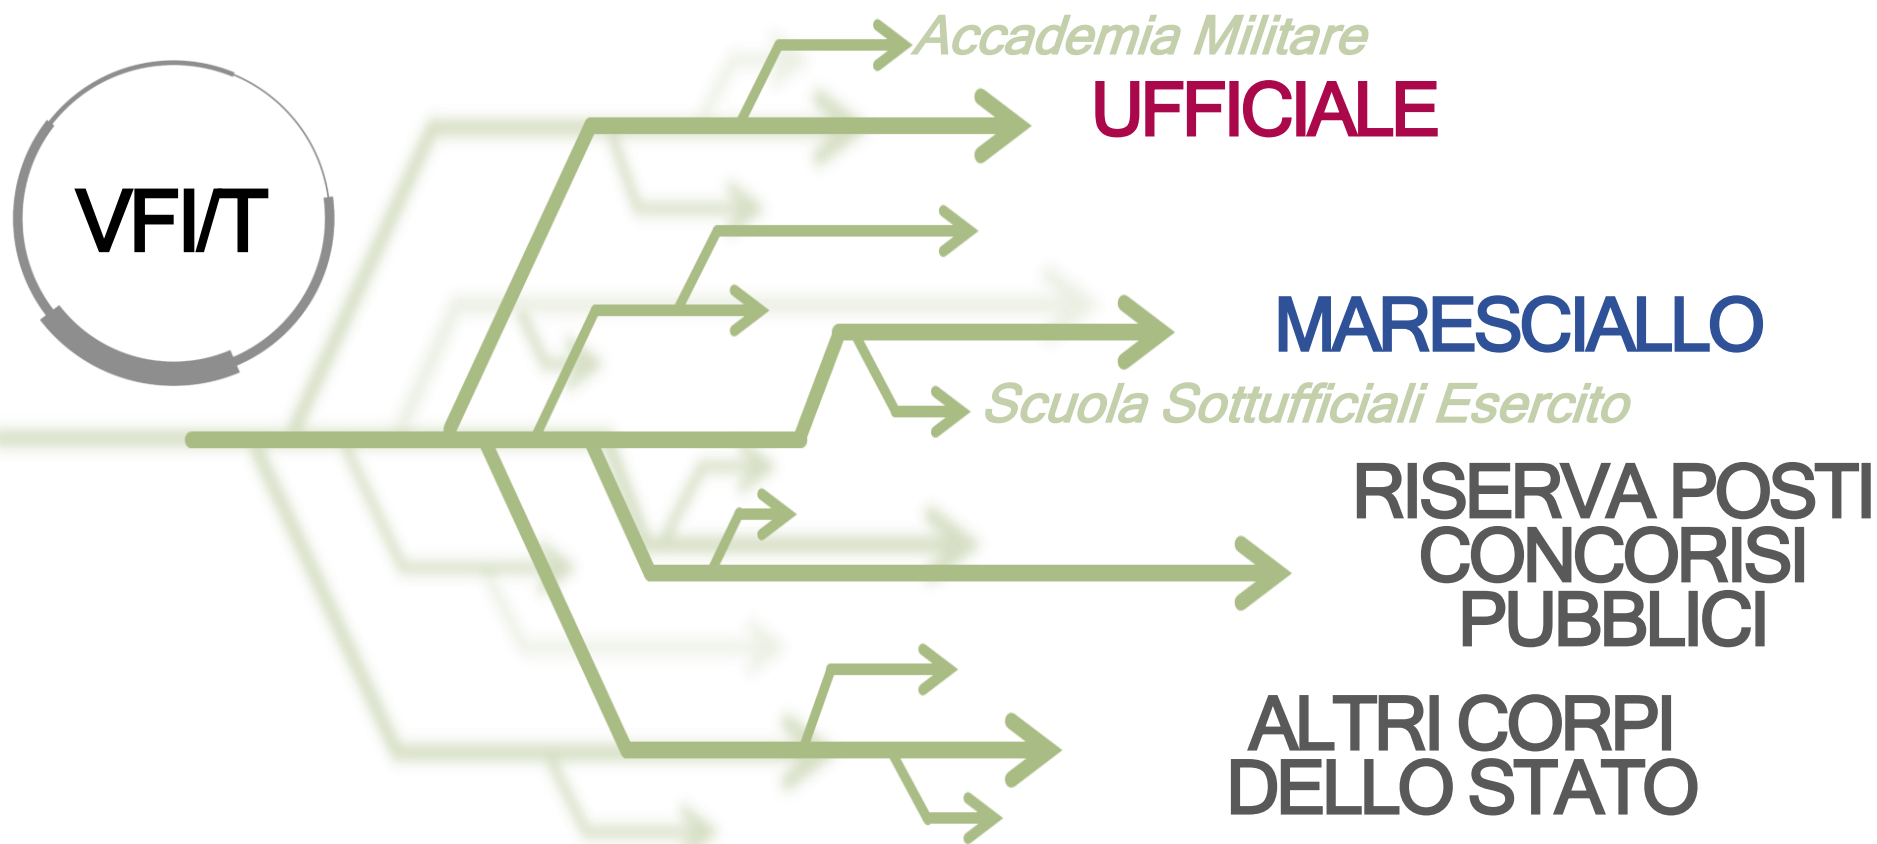 Accademia Militare
UFFICIALE
VFI/T
MARESCIALLO
Scuola Sottufficiali Esercito
RISERVA POSTI
CONCORISI
PUBBLICI
ALTRI CORPI
DELLO STATO